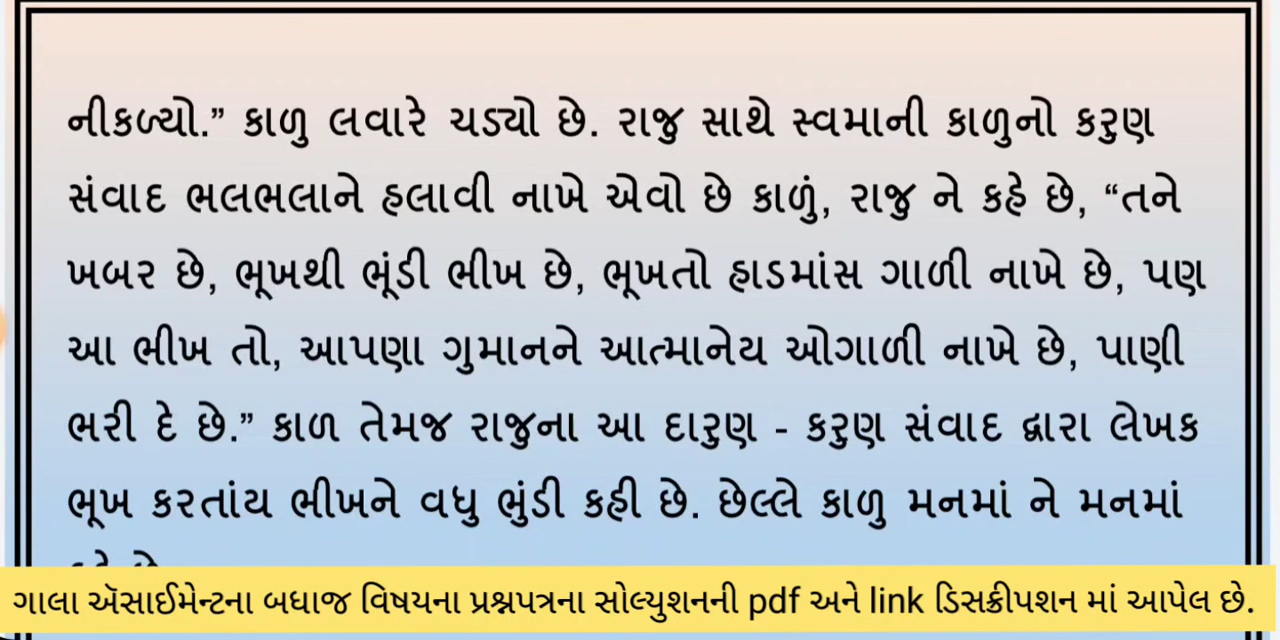 નીકળ્યો.” કાળુ લવારે ચડ્યો છે. રાજુ સાથે સ્વમાની કાળુનો કરુણ
સંવાદ ભલભલાને હલાવી નાખે એવો છે કાળું, રાજુ ને કહે છે, “તને
ખબર છે, ભૂખથી ભૂંડી ભીખ છે, ભૂખતો હાડમાંસ ગાળી નાખે છે, પણ
આ ભીખ તો, આપણા ગુમાનને આત્માનેય ઓગાળી નાખે છે, પાણી
ભરી દે છે.” કાળ તેમજ રાજુના આ દારુણ - કરુણ સંવાદ દ્વારા લેખક
ભૂખ કરતાંય ભીખને વધુ ભુંડી કહી છે. છેલ્લે કાળુ મનમાં ને મનમાં
ગાલા ઍસાઈમેન્ટના બધાજ વિષયના પ્રશ્નપત્રના સોલ્યુશનની pdf અને link ડિસક્રીપશન માં આપેલ છે.